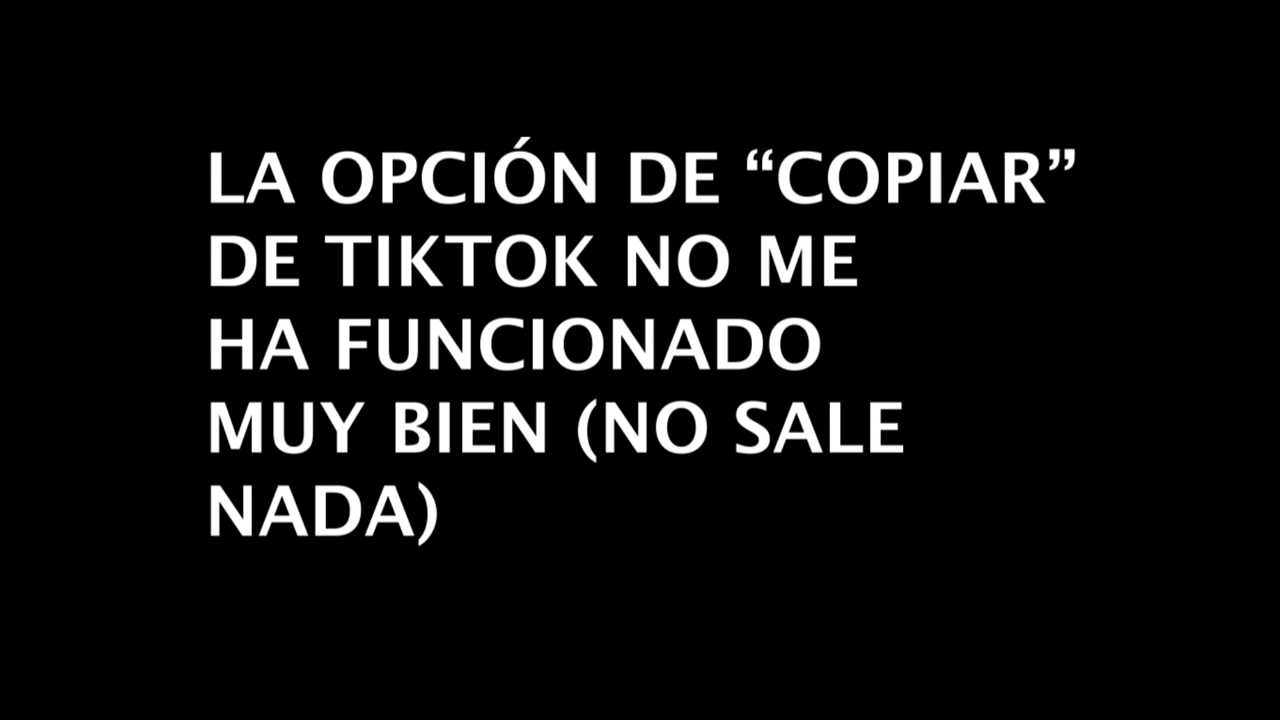 LA OPCIÓN DE “COPIAR”
DE TIKTOK NO ME
HA FUNCIONADO
MUY BIEN (NO SALE
NADA)